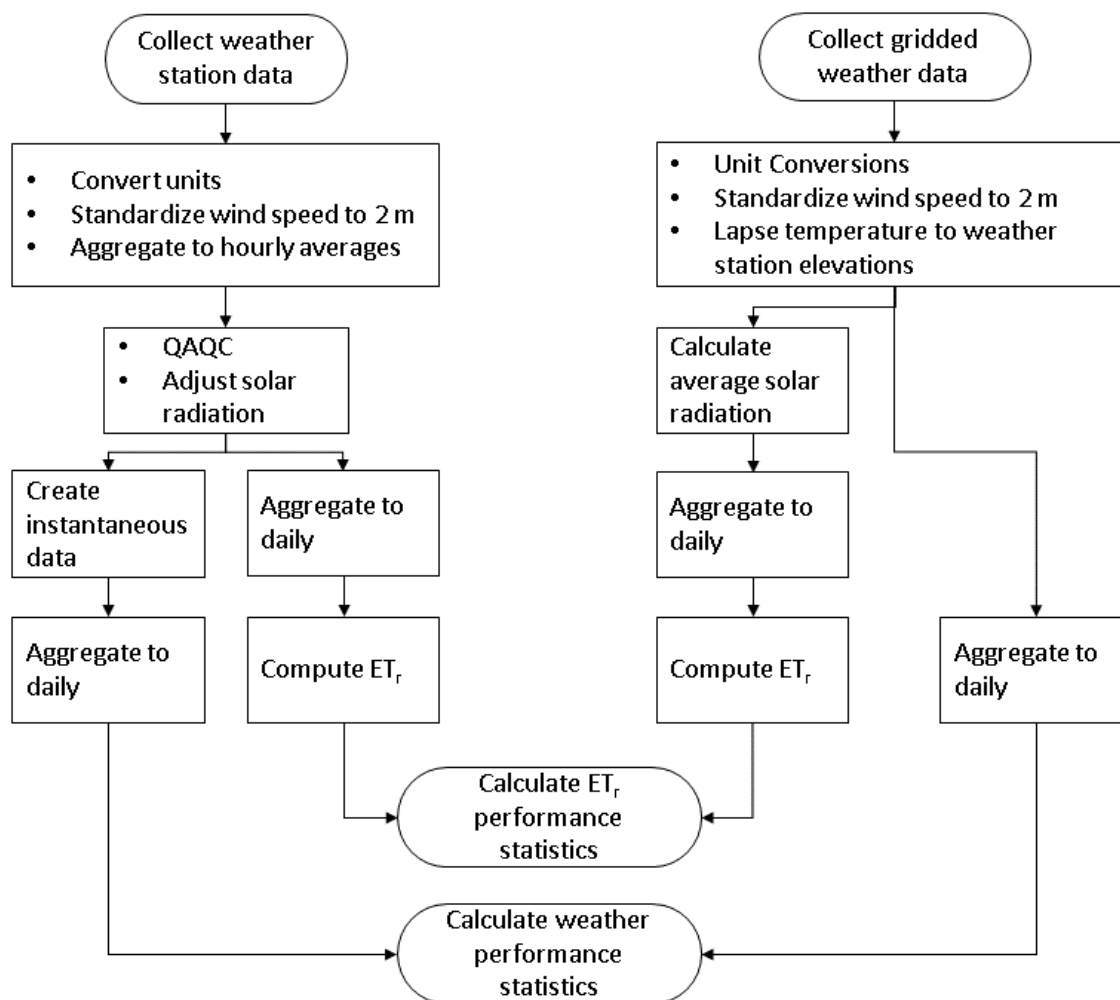 Collect weather
station data
Collect gridded
weather data
• Convert units
• Standardize wind speed to 2 m
• Aggregate to hourly averages
• Unit Conversions
• Standardize wind speed to 2 m
• Lapse temperature to weather
station elevations
• QAQC
• Adjust solar
radiation
Calculate
average solar
radiation
Create
instantaneous
data
Aggregate to
daily
Aggregate to
daily
Aggregate to
daily
Compute ETr
Compute ETr
Aggregate to
daily
Calculate ETr
performance
statistics
Calculate weather
performance
statistics